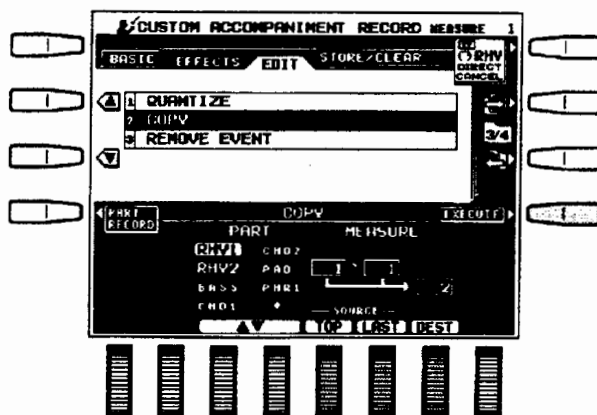 CUSTOM ACCOMPANIMENT RECORD MEASURE 1
BASIC EFFECTS EDIT STORE/CLEAR
RHY
DIRECT
CANCEL
1 QUANTIZE
2 COPY
3 REMOVE EVENT
3/4
PART RECORD
COPY
EXECUTE
PART MEASURE
RHY1 CHD2
RHY2 PAD 1 ~ 1
BASS PHR1 2
CHD1 SOURCE
TOP LAST DEST